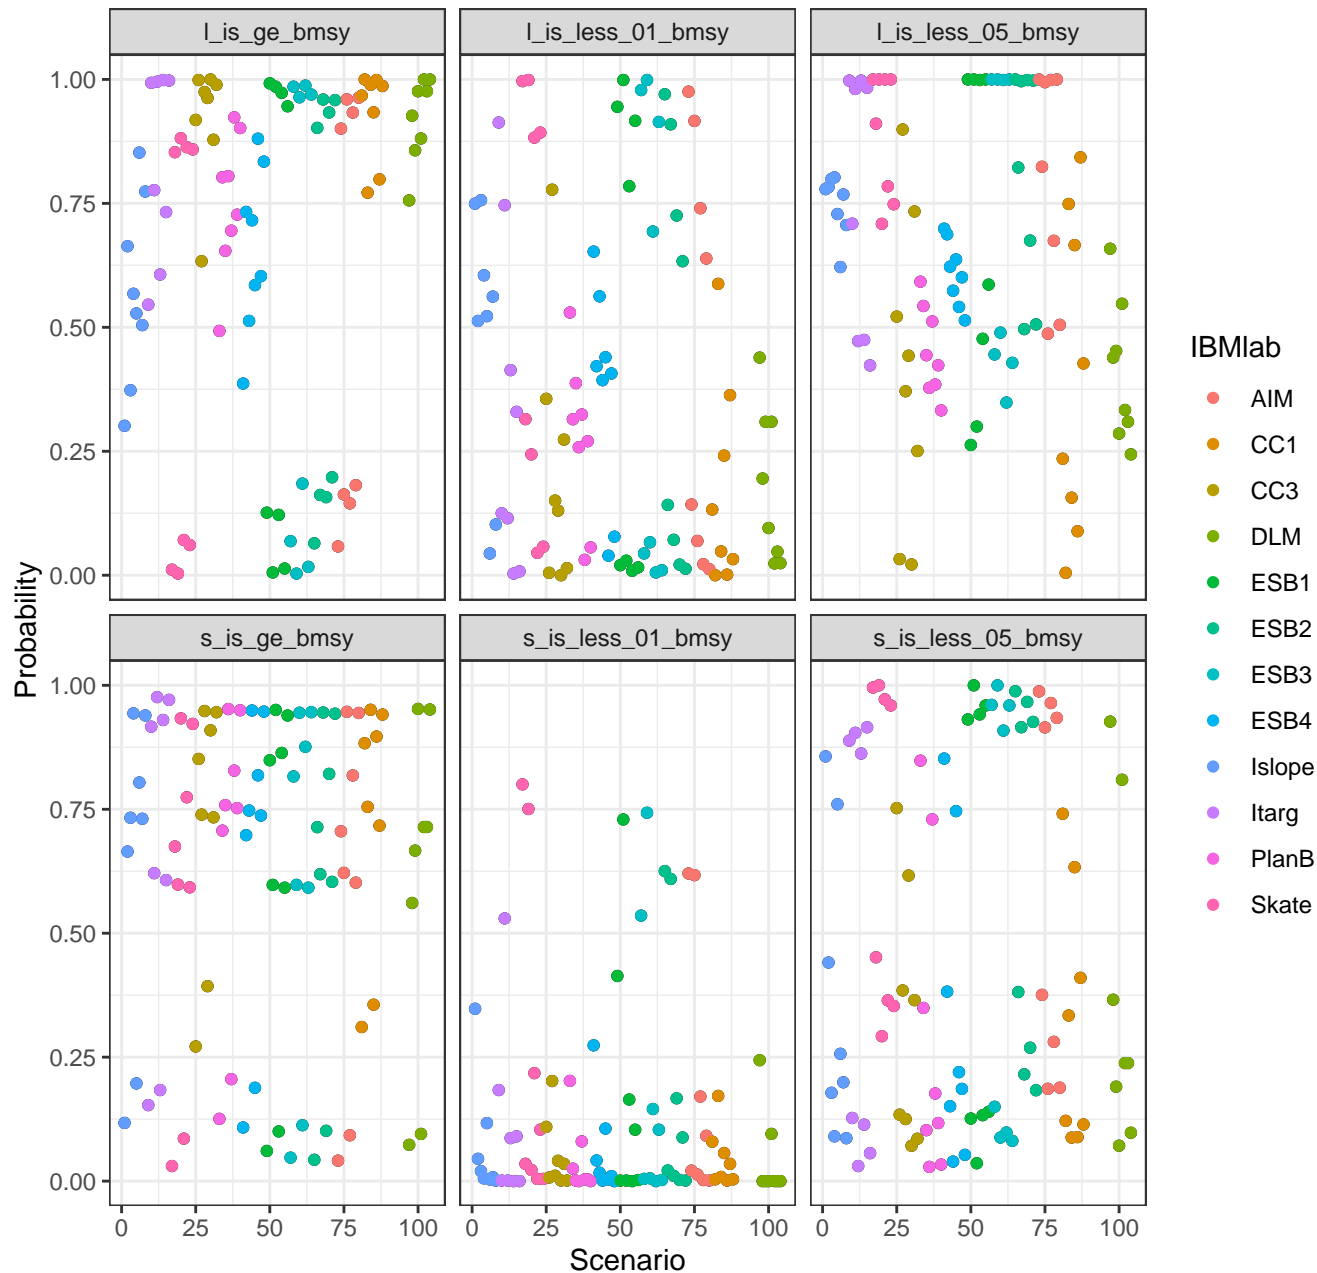 l_is_ge_bmsy
l_is_less_01_bmsy
l_is_less_05_bmsy
1.00
0.75
0.50
0.25
0.00
s_is_ge_bmsy
s_is_less_01_bmsy
s_is_less_05_bmsy
1.00
0.75
0.50
0.25
0.00
0 25 50 75 100
0 25 50 75 100
0 25 50 75 100
Scenario
Probability
IBMlab
AIM
CC1
CC3
DLM
ESB1
ESB2
ESB3
ESB4
Islope
Itarg
PlanB
Skate